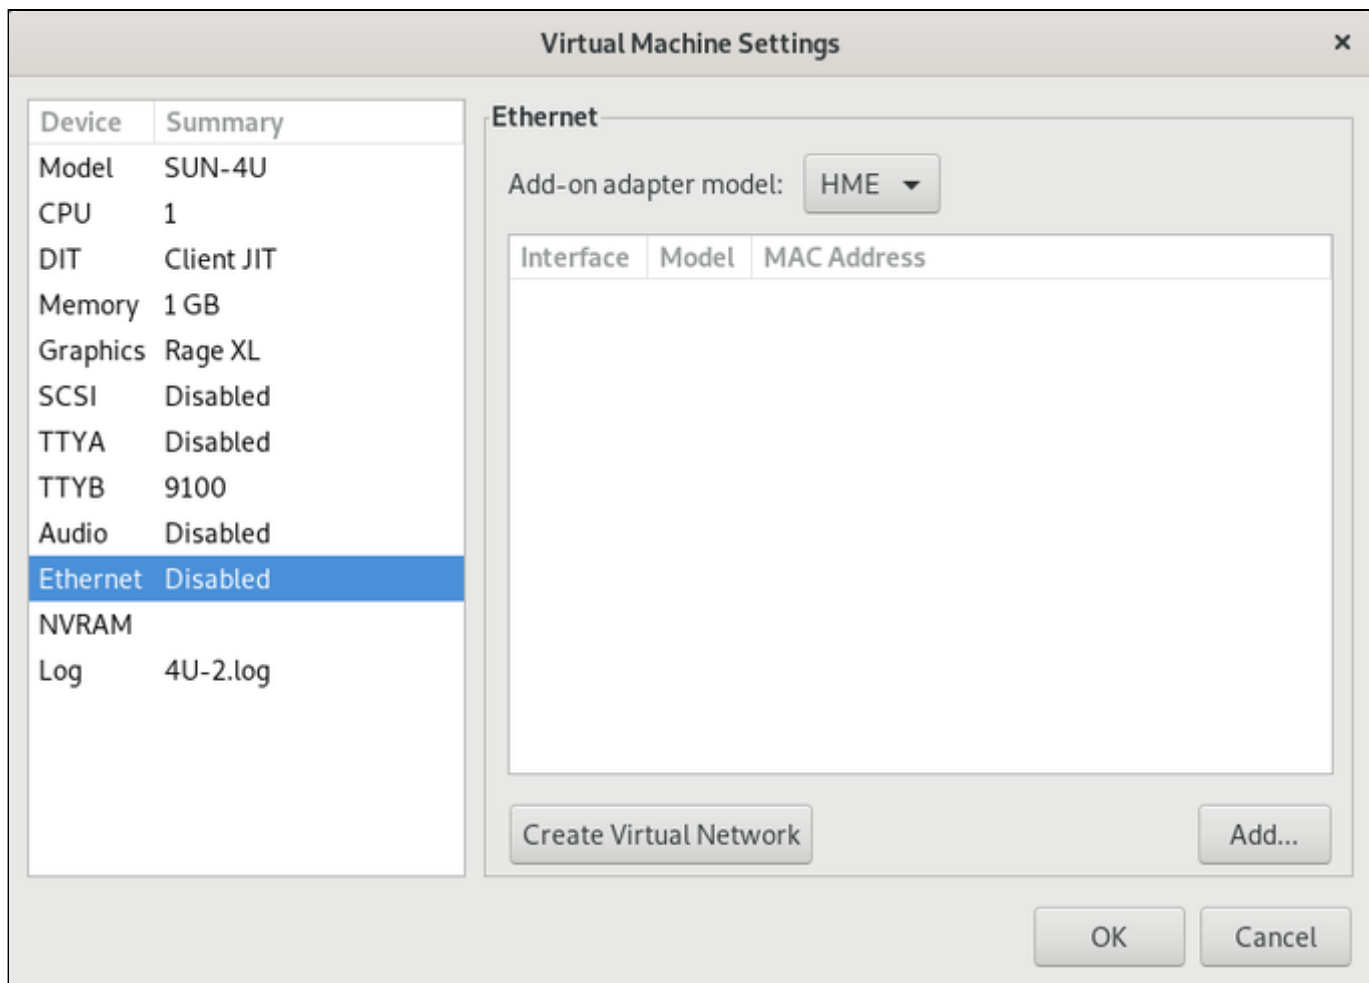 Virtual Machine Settings ×
Device Summary
Model SUN-4U
CPU 1
DIT Client JIT
Memory 1 GB
Graphics Rage XL
SCSI Disabled
TTYA Disabled
TTYB 9100
Audio Disabled
Ethernet Disabled
NVRAM
Log 4U-2.log
Ethernet
Add-on adapter model: HME
Interface Model MAC Address
Create Virtual Network Add...
OK Cancel